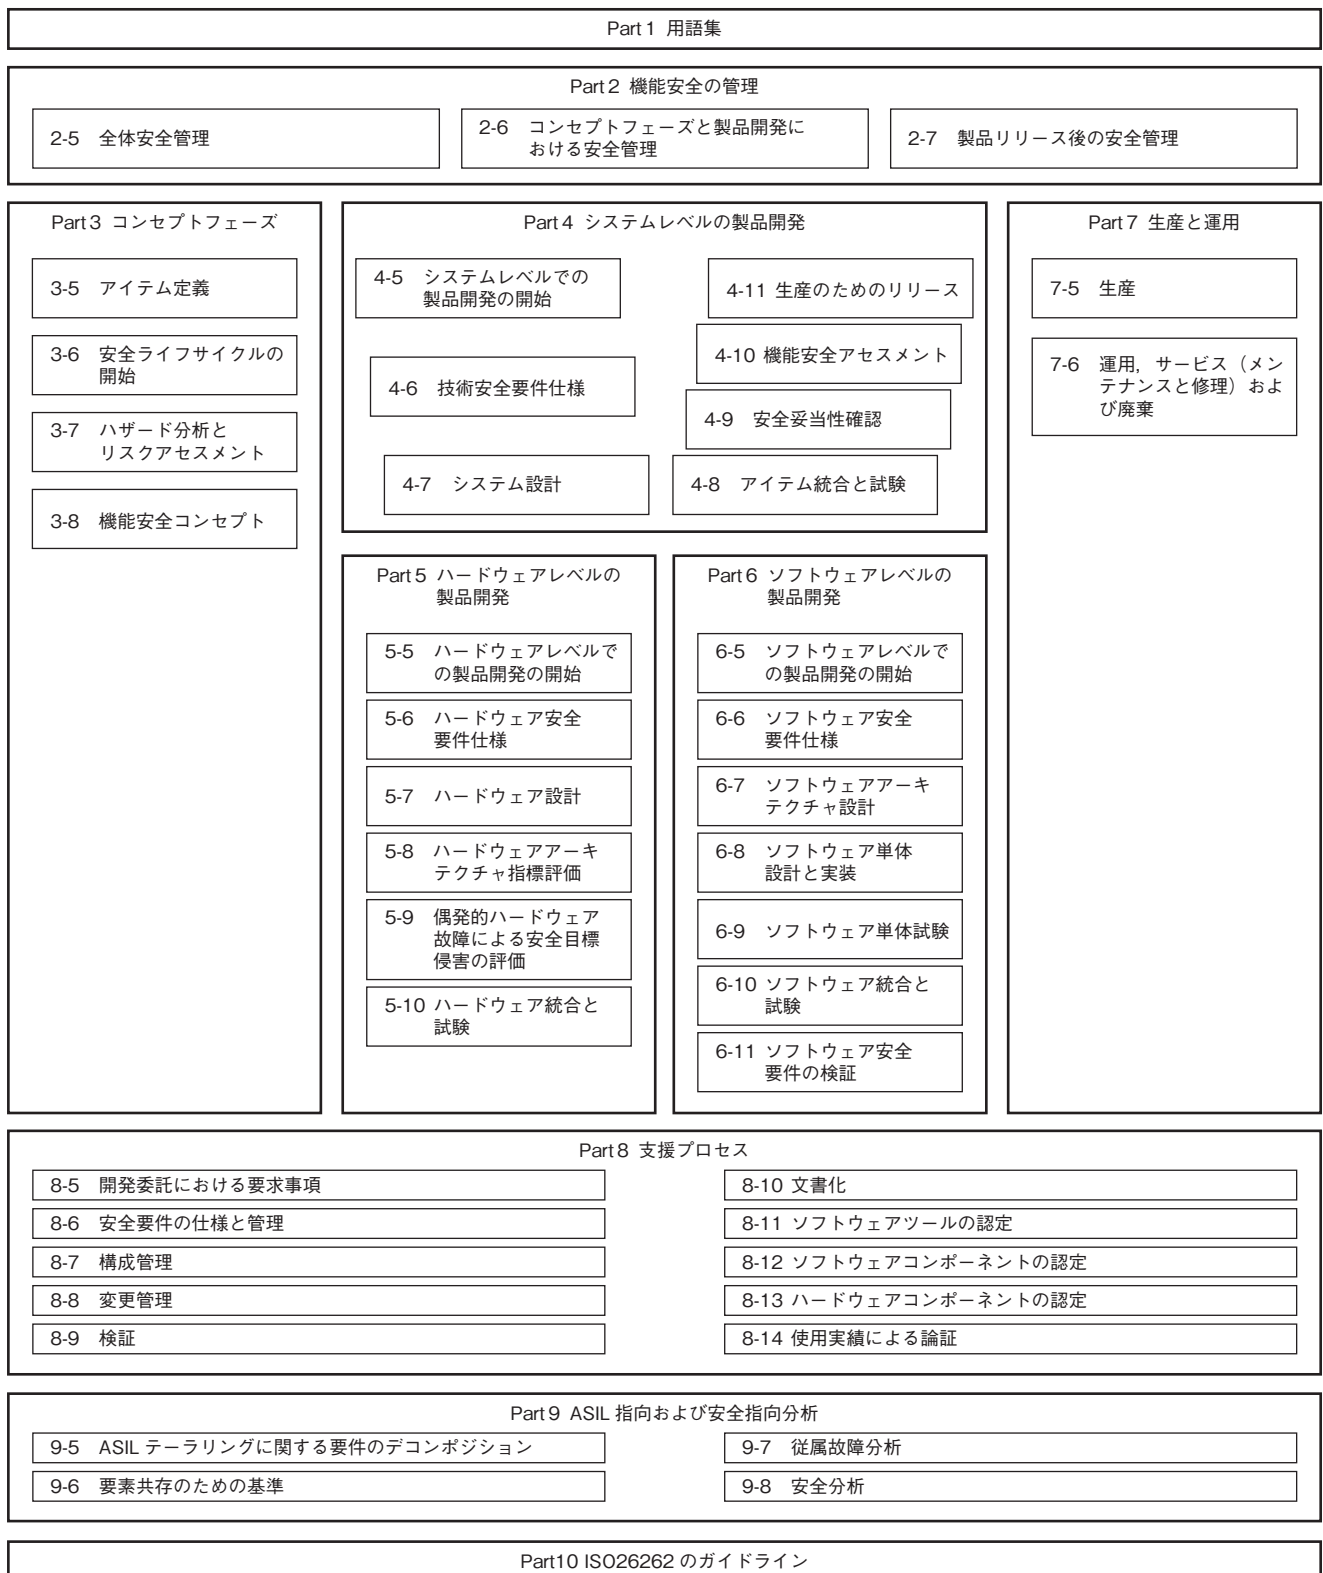 Part 1 用語集
Part 2 機能安全の管理
2-5 全体安全管理
2-6 コンセプトフェーズと製品開発に
おける安全管理
2-7 製品リリース後の安全管理
Part 3 コンセプトフェーズ
3-5 アイテム定義
3-6 安全ライフサイクルの
開始
3-7 ハザード分析と
リスクアセスメント
3-8 機能安全コンセプト
Part 4 システムレベルの製品開発
4-5 システムレベルでの
製品開発の開始
4-6 技術安全要件仕様
4-7 システム設計
4-11 生産のためのリリース
4-10 機能安全アセスメント
4-9 安全妥当性確認
4-8 アイテム統合と試験
Part 5 ハードウェアレベルの
製品開発
5-5 ハードウェアレベルで
の製品開発の開始
5-6 ハードウェア安全
要件仕様
5-7 ハードウェア設計
5-8 ハードウェアアーキ
テクチャ指標評価
5-9 偶発的ハードウェア
故障による安全目標
侵害の評価
5-10 ハードウェア統合と
試験
Part 6 ソフトウェアレベルの
製品開発
6-5 ソフトウェアレベルで
の製品開発の開始
6-6 ソフトウェア安全
要件仕様
6-7 ソフトウェアアーキ
テクチャ設計
6-8 ソフトウェア単体
設計と実装
6-9 ソフトウェア単体試験
6-10 ソフトウェア統合と
試験
6-11 ソフトウェア安全
要件の検証
Part 7 生産と運用
7-5 生産
7-6 運用，サービス（メン
テナンスと修理）およ
び廃棄
Part 8 支援プロセス
8-5 開発委託における要求事項
8-6 安全要件の仕様と管理
8-7 構成管理
8-8 変更管理
8-9 検証
8-10 文書化
8-11 ソフトウェアツールの認定
8-12 ソフトウェアコンポーネントの認定
8-13 ハードウェアコンポーネントの認定
8-14 使用実績による論証
Part 9 ASIL 指向および安全指向分析
9-5 ASIL テーラリングに関する要件のデコンポジション
9-6 要素共存のための基準
9-7 従属故障分析
9-8 安全分析
Part10 ISO26262 のガイドライン